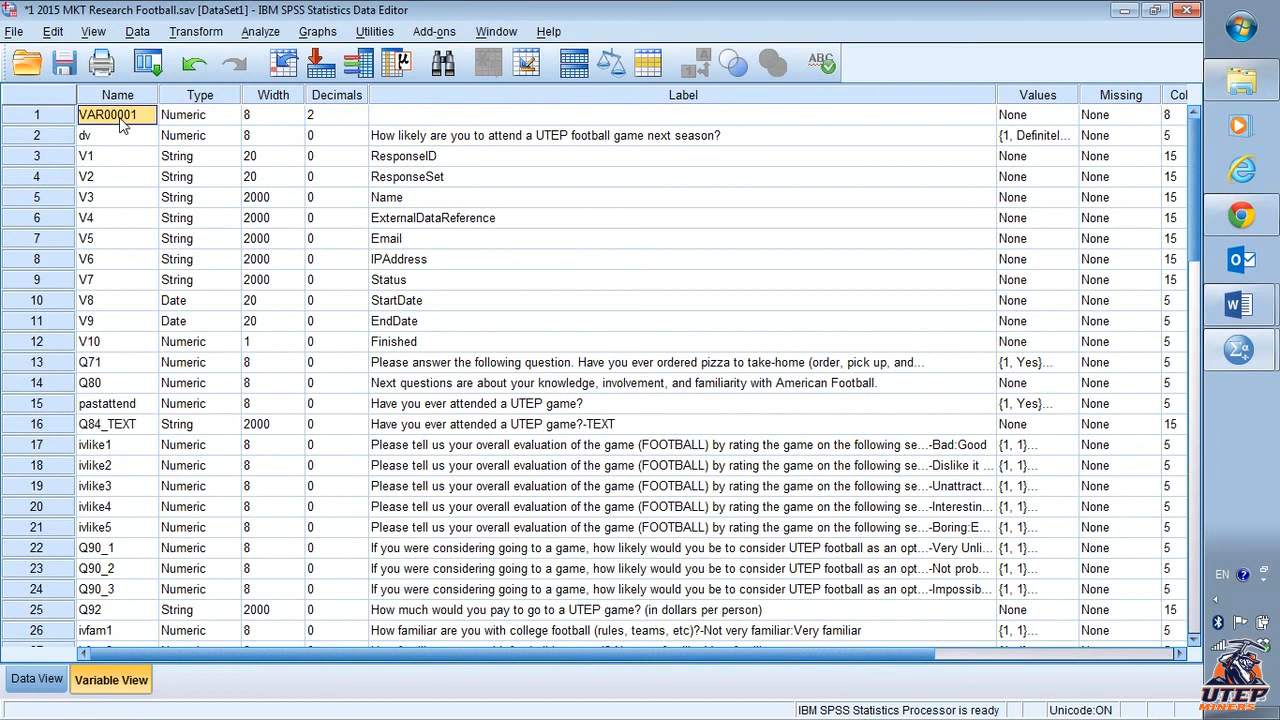 *1 2015 MKT Research Football.sav [DataSet1] - IBM SPSS Statistics Data Editor
File Edit View Data Transform Analyze Graphs Utilities Add-ons Window Help
Name Type Width Decimals Label Values Missing Col
1 VAR00001 Numeric 8 2 None None 8
2 dv Numeric 8 0 How likely are you to attend a UTEP football game next season? {1, Definitel... None 5
3 V1 String 20 0 ResponseID None None 15
4 V2 String 20 0 ResponseSet None None 15
5 V3 String 2000 0 Name None None 15
6 V4 String 2000 0 ExternalDataReference None None 15
7 V5 String 2000 0 Email None None 15
8 V6 String 2000 0 IPAddress None None 15
9 V7 String 2000 0 Status None None 15
10 V8 Date 20 0 StartDate None None 5
11 V9 Date 20 0 EndDate None None 5
12 V10 Numeric 1 0 Finished None None 5
13 Q71 Numeric 8 0 Please answer the following question. Have you ever ordered pizza to take-home (order, pick up, and... {1, Yes}... None 5
14 Q80 Numeric 8 0 Next questions are about your knowledge, involvement, and familiarity with American Football. None None 5
15 pastattend Numeric 8 0 Have you ever attended a UTEP game? {1, Yes}... None 5
16 Q84_TEXT String 2000 0 Have you ever attended a UTEP game?-TEXT None None 15
17 ivlike1 Numeric 8 0 Please tell us your overall evaluation of the game (FOOTBALL) by rating the game on the following se...-Bad:Good {1, 1}... None 5
18 ivlike2 Numeric 8 0 Please tell us your overall evaluation of the game (FOOTBALL) by rating the game on the following se...-Dislike it ... {1, 1}... None 5
19 ivlike3 Numeric 8 0 Please tell us your overall evaluation of the game (FOOTBALL) by rating the game on the following se...-Unattract... {1, 1}... None 5
20 ivlike4 Numeric 8 0 Please tell us your overall evaluation of the game (FOOTBALL) by rating the game on the following se...-Interestin... {1, 1}... None 5
21 ivlike5 Numeric 8 0 Please tell us your overall evaluation of the game (FOOTBALL) by rating the game on the following se...-Boring:E... {1, 1}... None 5
22 Q90_1 Numeric 8 0 If you were considering going to a game, how likely would you be to consider UTEP football as an opt...-Very Unli... {1, 1}... None 5
23 Q90_2 Numeric 8 0 If you were considering going to a game, how likely would you be to consider UTEP football as an opt...-Not prob... {1, 1}... None 5
24 Q90_3 Numeric 8 0 If you were considering going to a game, how likely would you be to consider UTEP football as an opt...-Impossib... {1, 1}... None 5
25 Q92 String 2000 0 How much would you pay to go to a UTEP game? (in dollars per person) None None 15
26 ivfam1 Numeric 8 0 How familiar are you with college football (rules, teams, etc)?-Not very familiar:Very familiar {1, 1}... None 5
Data View Variable View
IBM SPSS Statistics Processor is ready Unicode:ON
EN
UTEP
MINERS